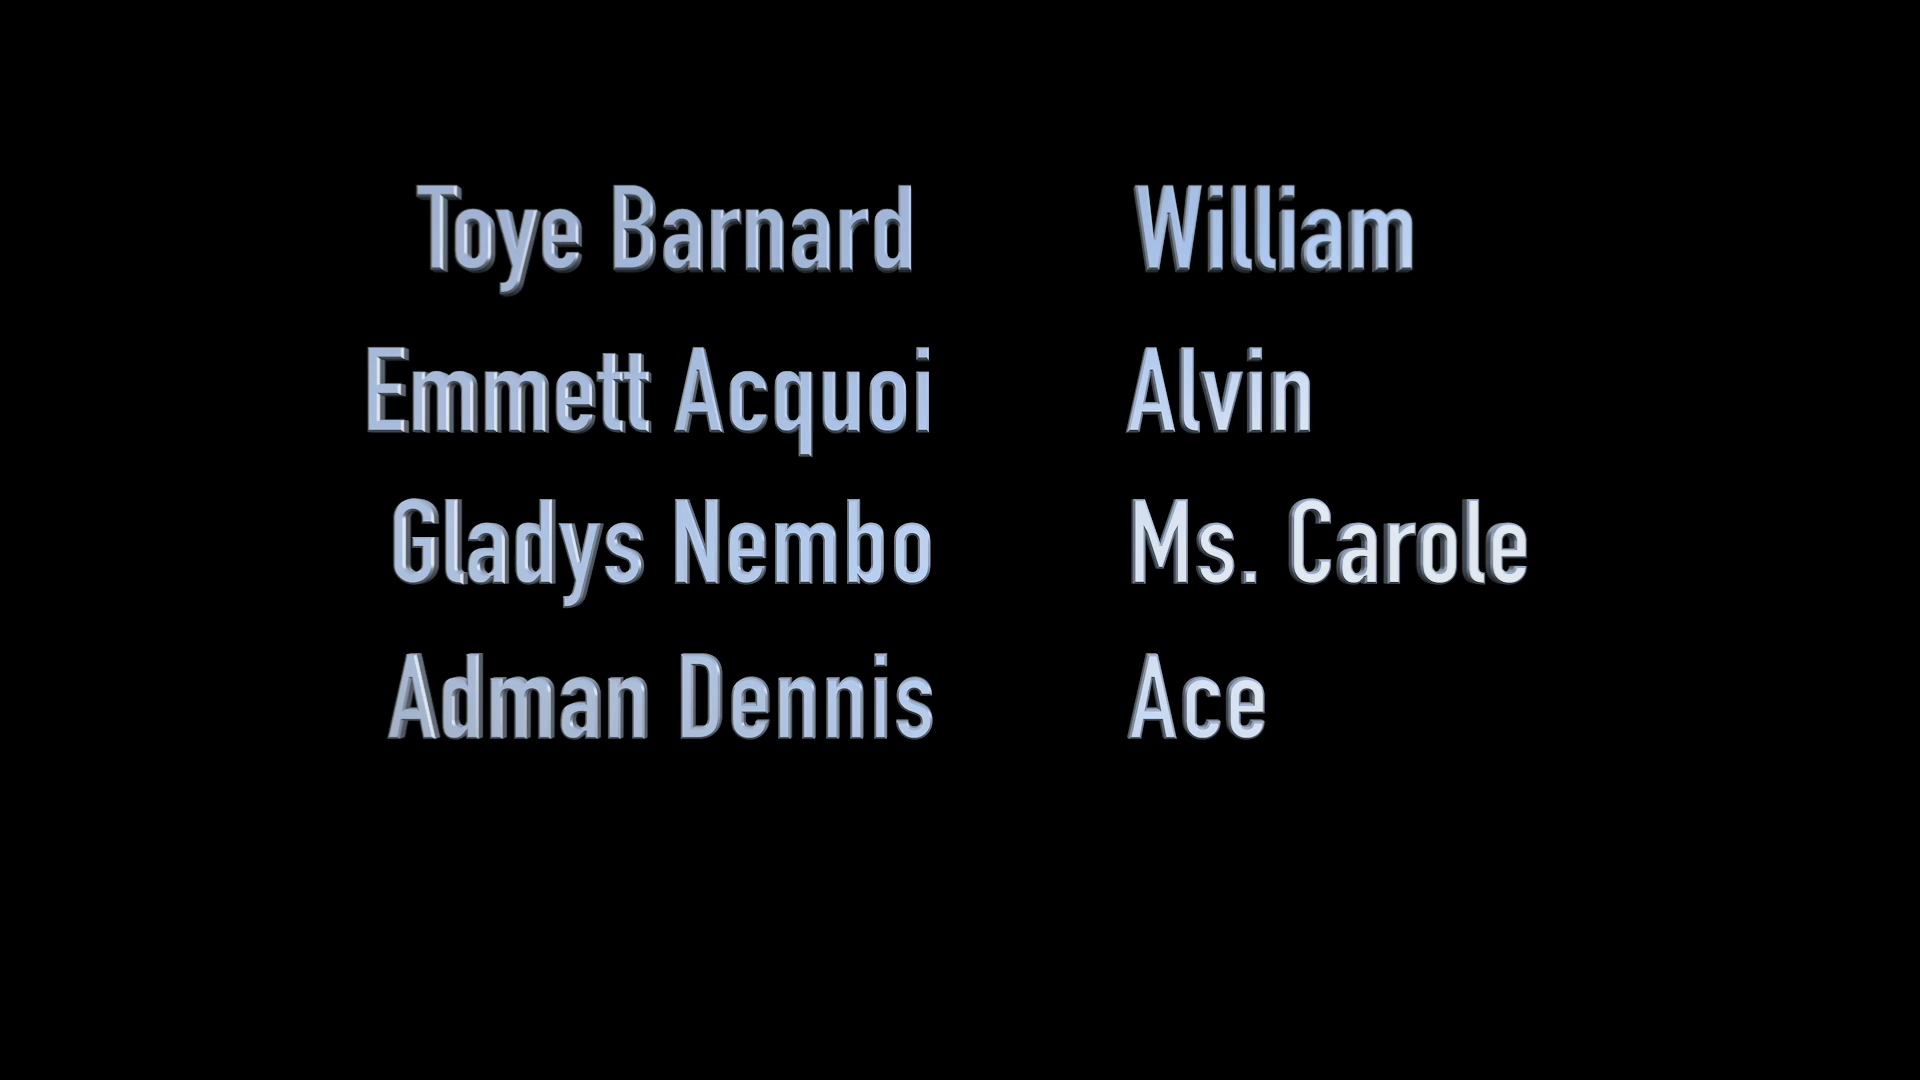 Toye Barnard William
Emmett Acquoi Alvin
Gladys Nembo Ms. Carole
Adman Dennis Ace